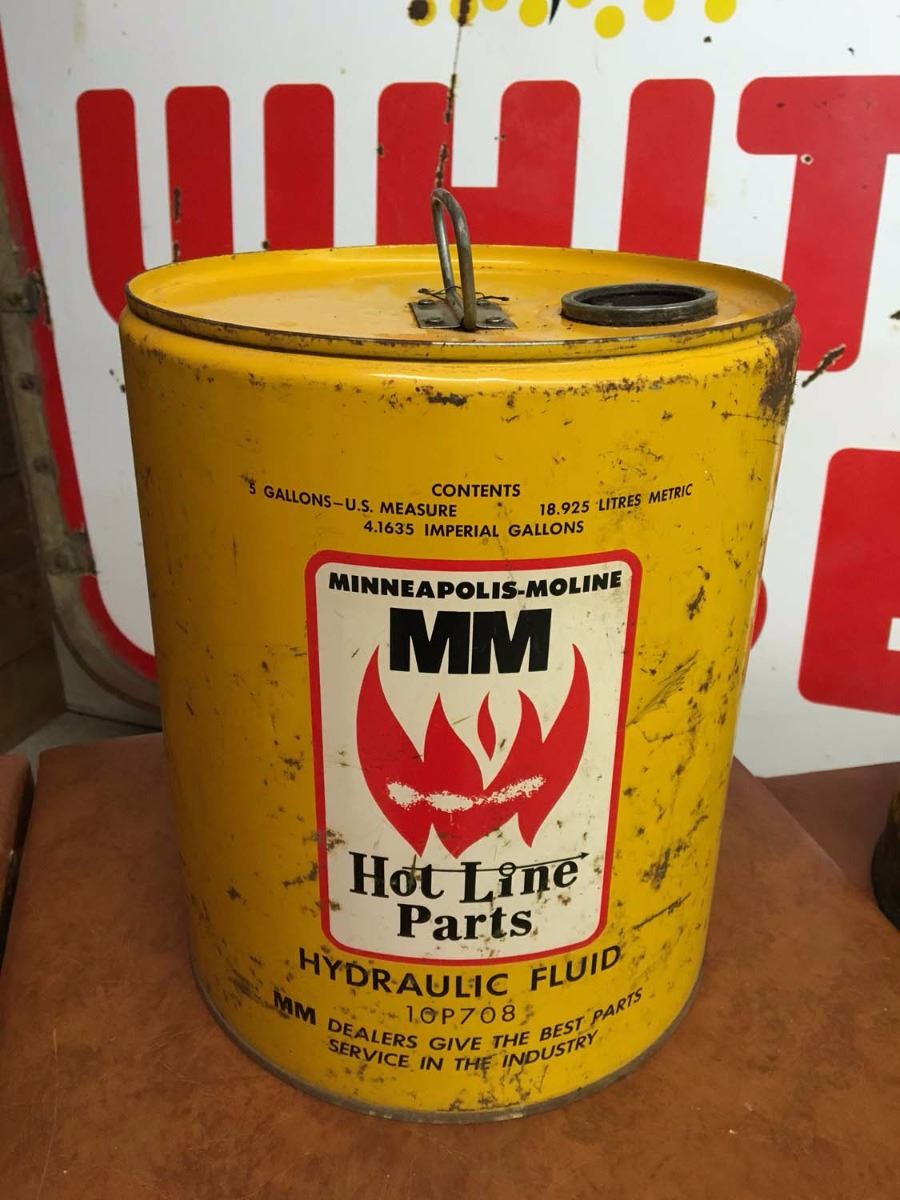 WHIT
CONTENTS
5 GALLONS—U.S. MEASURE 18.925 LITRES METRIC
4.1635 IMPERIAL GALLONS
MINNEAPOLIS-MOLINE
MM
Hot Line
Parts
HYDRAULIC FLUID
10P708
MM DEALERS GIVE THE BEST PARTS
SERVICE IN THE INDUSTRY